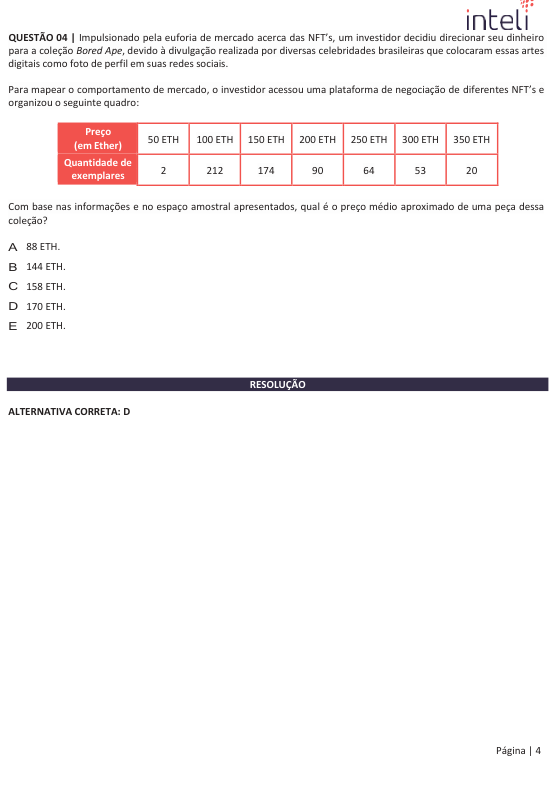 inteli
QUESTÃO 04 | Impulsionado pela euforia de mercado acerca das NFT's, um investidor decidiu direcionar seu dinheiro
para a coleção Bored Ape, devido à divulgação realizada por diversas celebridades brasileiras que colocaram essas artes
digitais como foto de perfil em suas redes sociais.
Para mapear o comportamento de mercado, o investidor acessou uma plataforma de negociação de diferentes NFT's e
organizou o seguinte quadro:
Preço
(em Ether) 50 ETH 100 ETH 150 ETH 200 ETH 250 ETH 300 ETH 350 ETH
Quantidade de
exemplares 2 212 174 90 64 53 20
Com base nas informações e no espaço amostral apresentados, qual é o preço médio aproximado de uma peça dessa
coleção?
A 88 ETH.
B 144 ETH.
C 158 ETH.
D 170 ETH.
E 200 ETH.
RESOLUÇÃO
ALTERNATIVA CORRETA: D
Página | 4